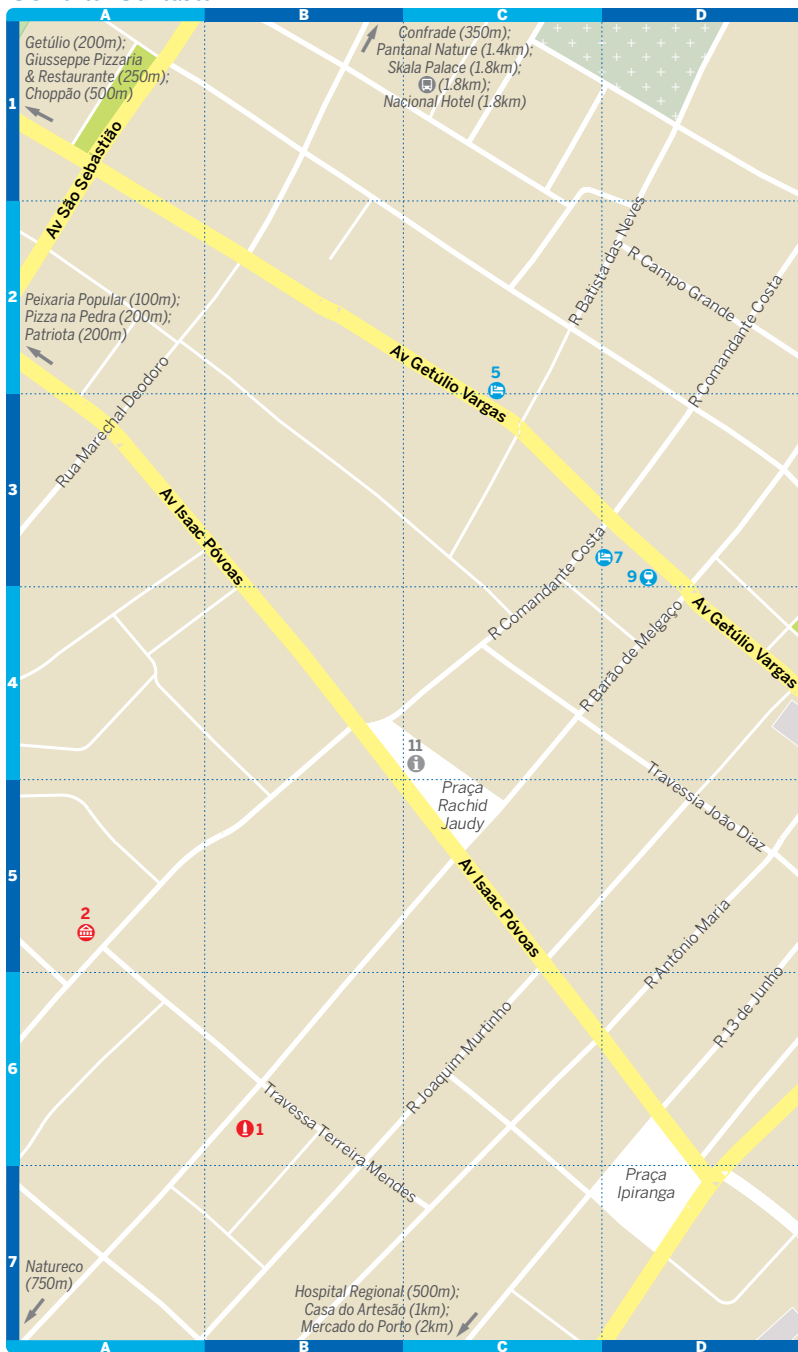 A B C D
Getúlio (200m);
Giusseppe Pizzaria
& Restaurante (250m);
Choppão (500m)
Confrade (350m);
Pantanal Nature (1.4km);
Skala Palace (1.8km);
(1.8km);
Nacional Hotel (1.8km)
1
Av São Sebastião
R Batista das Neves
R Campo Grande
R Comandante Costa
2
Peixaria Popular (100m);
Pizza na Pedra (200m);
Patriota (200m)
Rua Marechal Deodoro
Av Getúlio Vargas
5
3
Av Isaac Póvoas
R Comandante Costa
7
9
R Barão de Melgaço
Av Getúlio Vargas
4
11
Praça
Rachid
Jaudy
Travessia João Diaz
5
2
Av Isaac Póvoas
R Antônio Maria
R 13 de Junho
R Joaquim Murtinho
6
1
Travessa Terreira Mendes
Praça
Ipiranga
7
Natureco
(750m)
Hospital Regional (500m);
Casa do Artesão (1km);
Mercado do Porto (2km)
A B C D